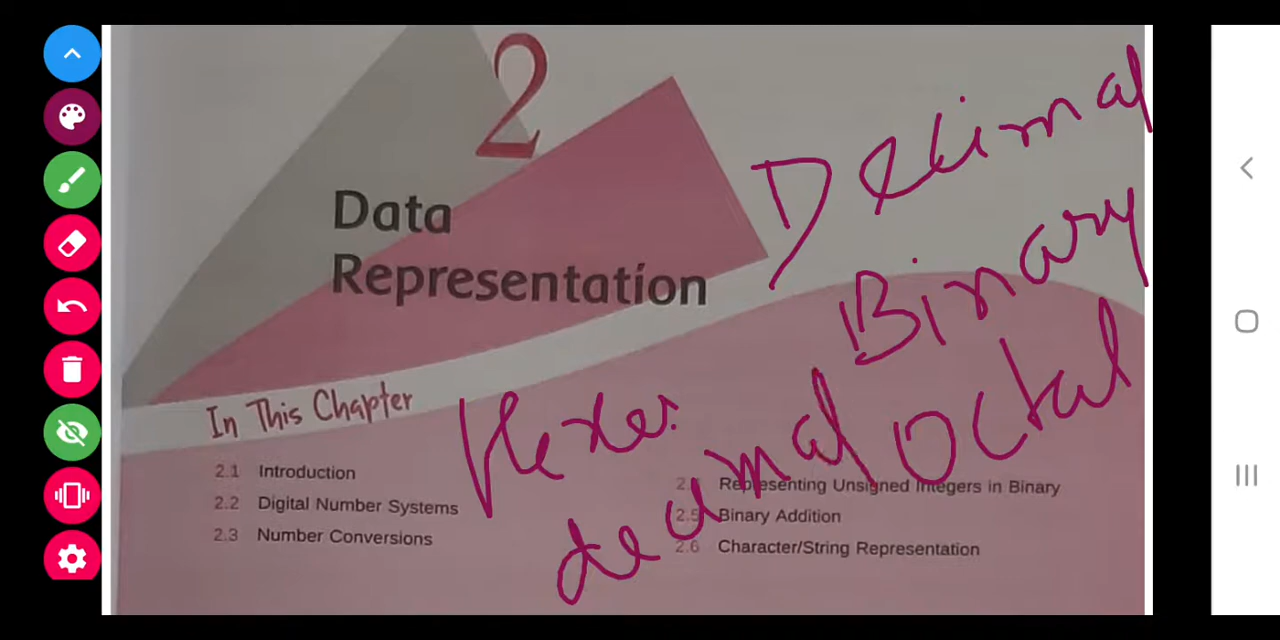 2
Data
Representation
Decimal
Binary
Octal
Hexa
decimal
In This Chapter
2.1 Introduction
2.2 Digital Number Systems
2.3 Number Conversions
Representing Unsigned Integers in Binary
2.5 Binary Addition
2.6 Character/String Representation